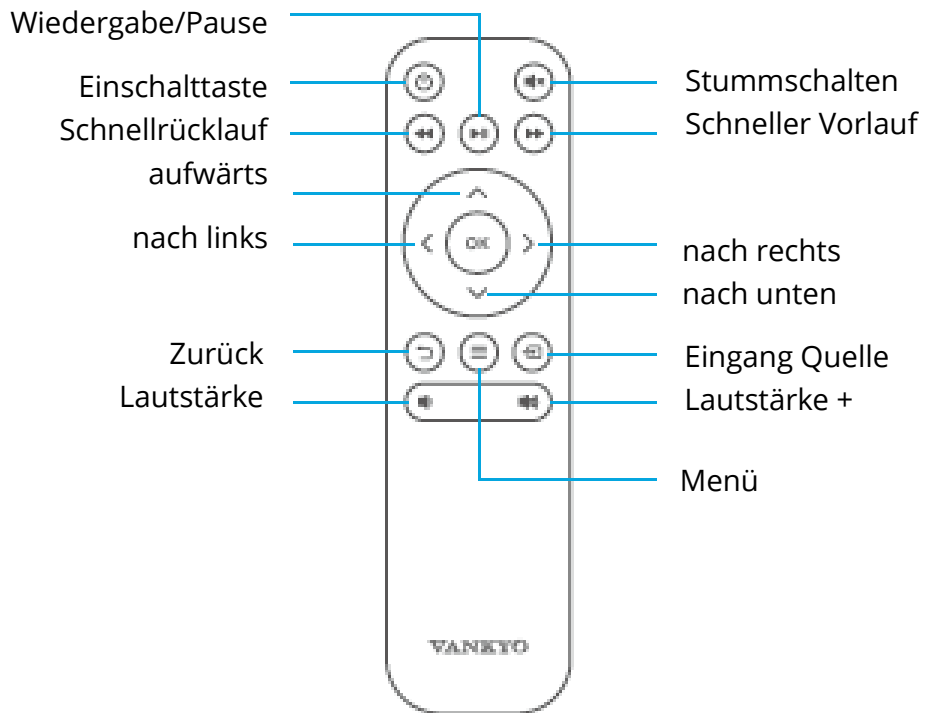 Wiedergabe/Pause
Einschalttaste
Stummschalten
Schnellrücklauf
Schneller Vorlauf
aufwärts
nach links
OK
nach rechts
nach unten
Zurück
Eingang Quelle
Lautstärke
Lautstärke +
Menü
VANKYO